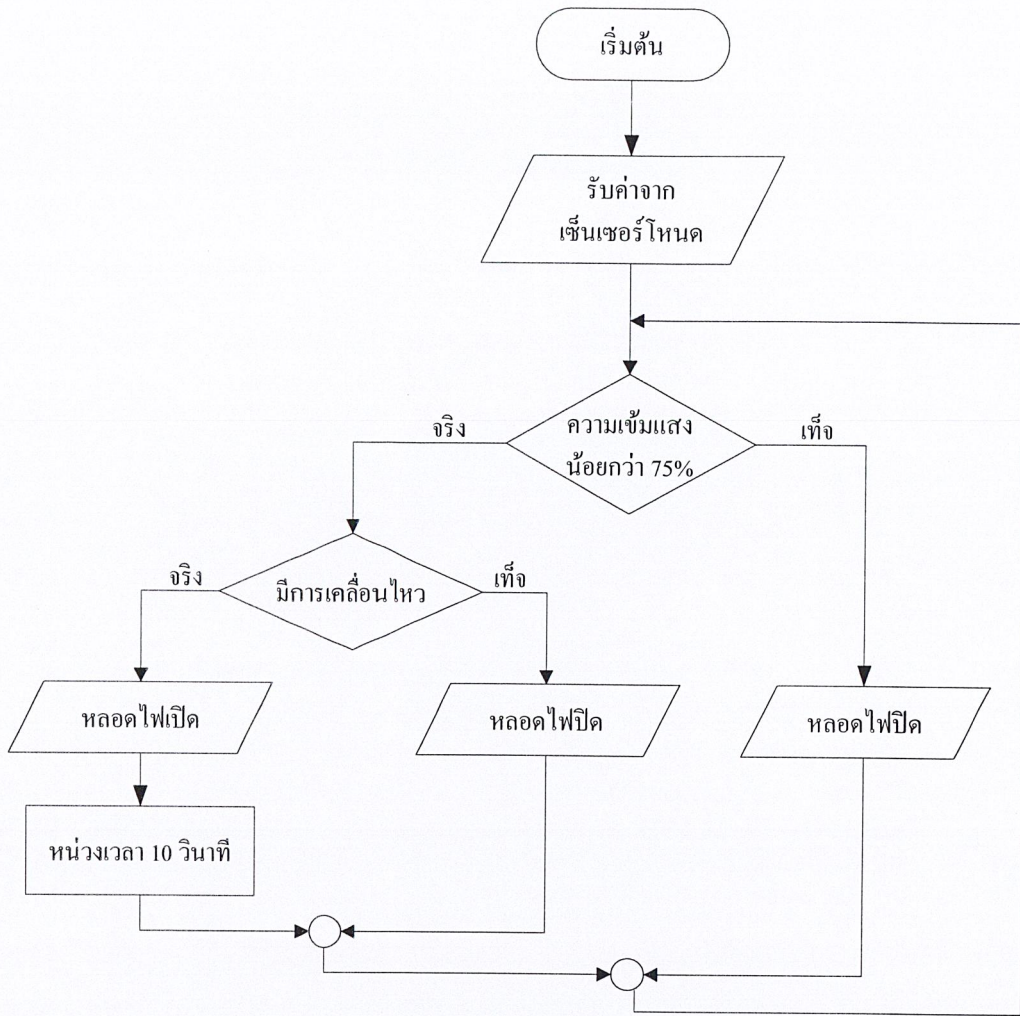 เริ่มต้น
รับค่าจาก
เซ็นเซอร์โหนด
ความเข้มแสง
น้อยกว่า 75%
จริง
เท็จ
มีการเคลื่อนไหว
จริง
เท็จ
หลอดไฟเปิด
หลอดไฟปิด
หลอดไฟปิด
หน่วงเวลา 10 วินาที